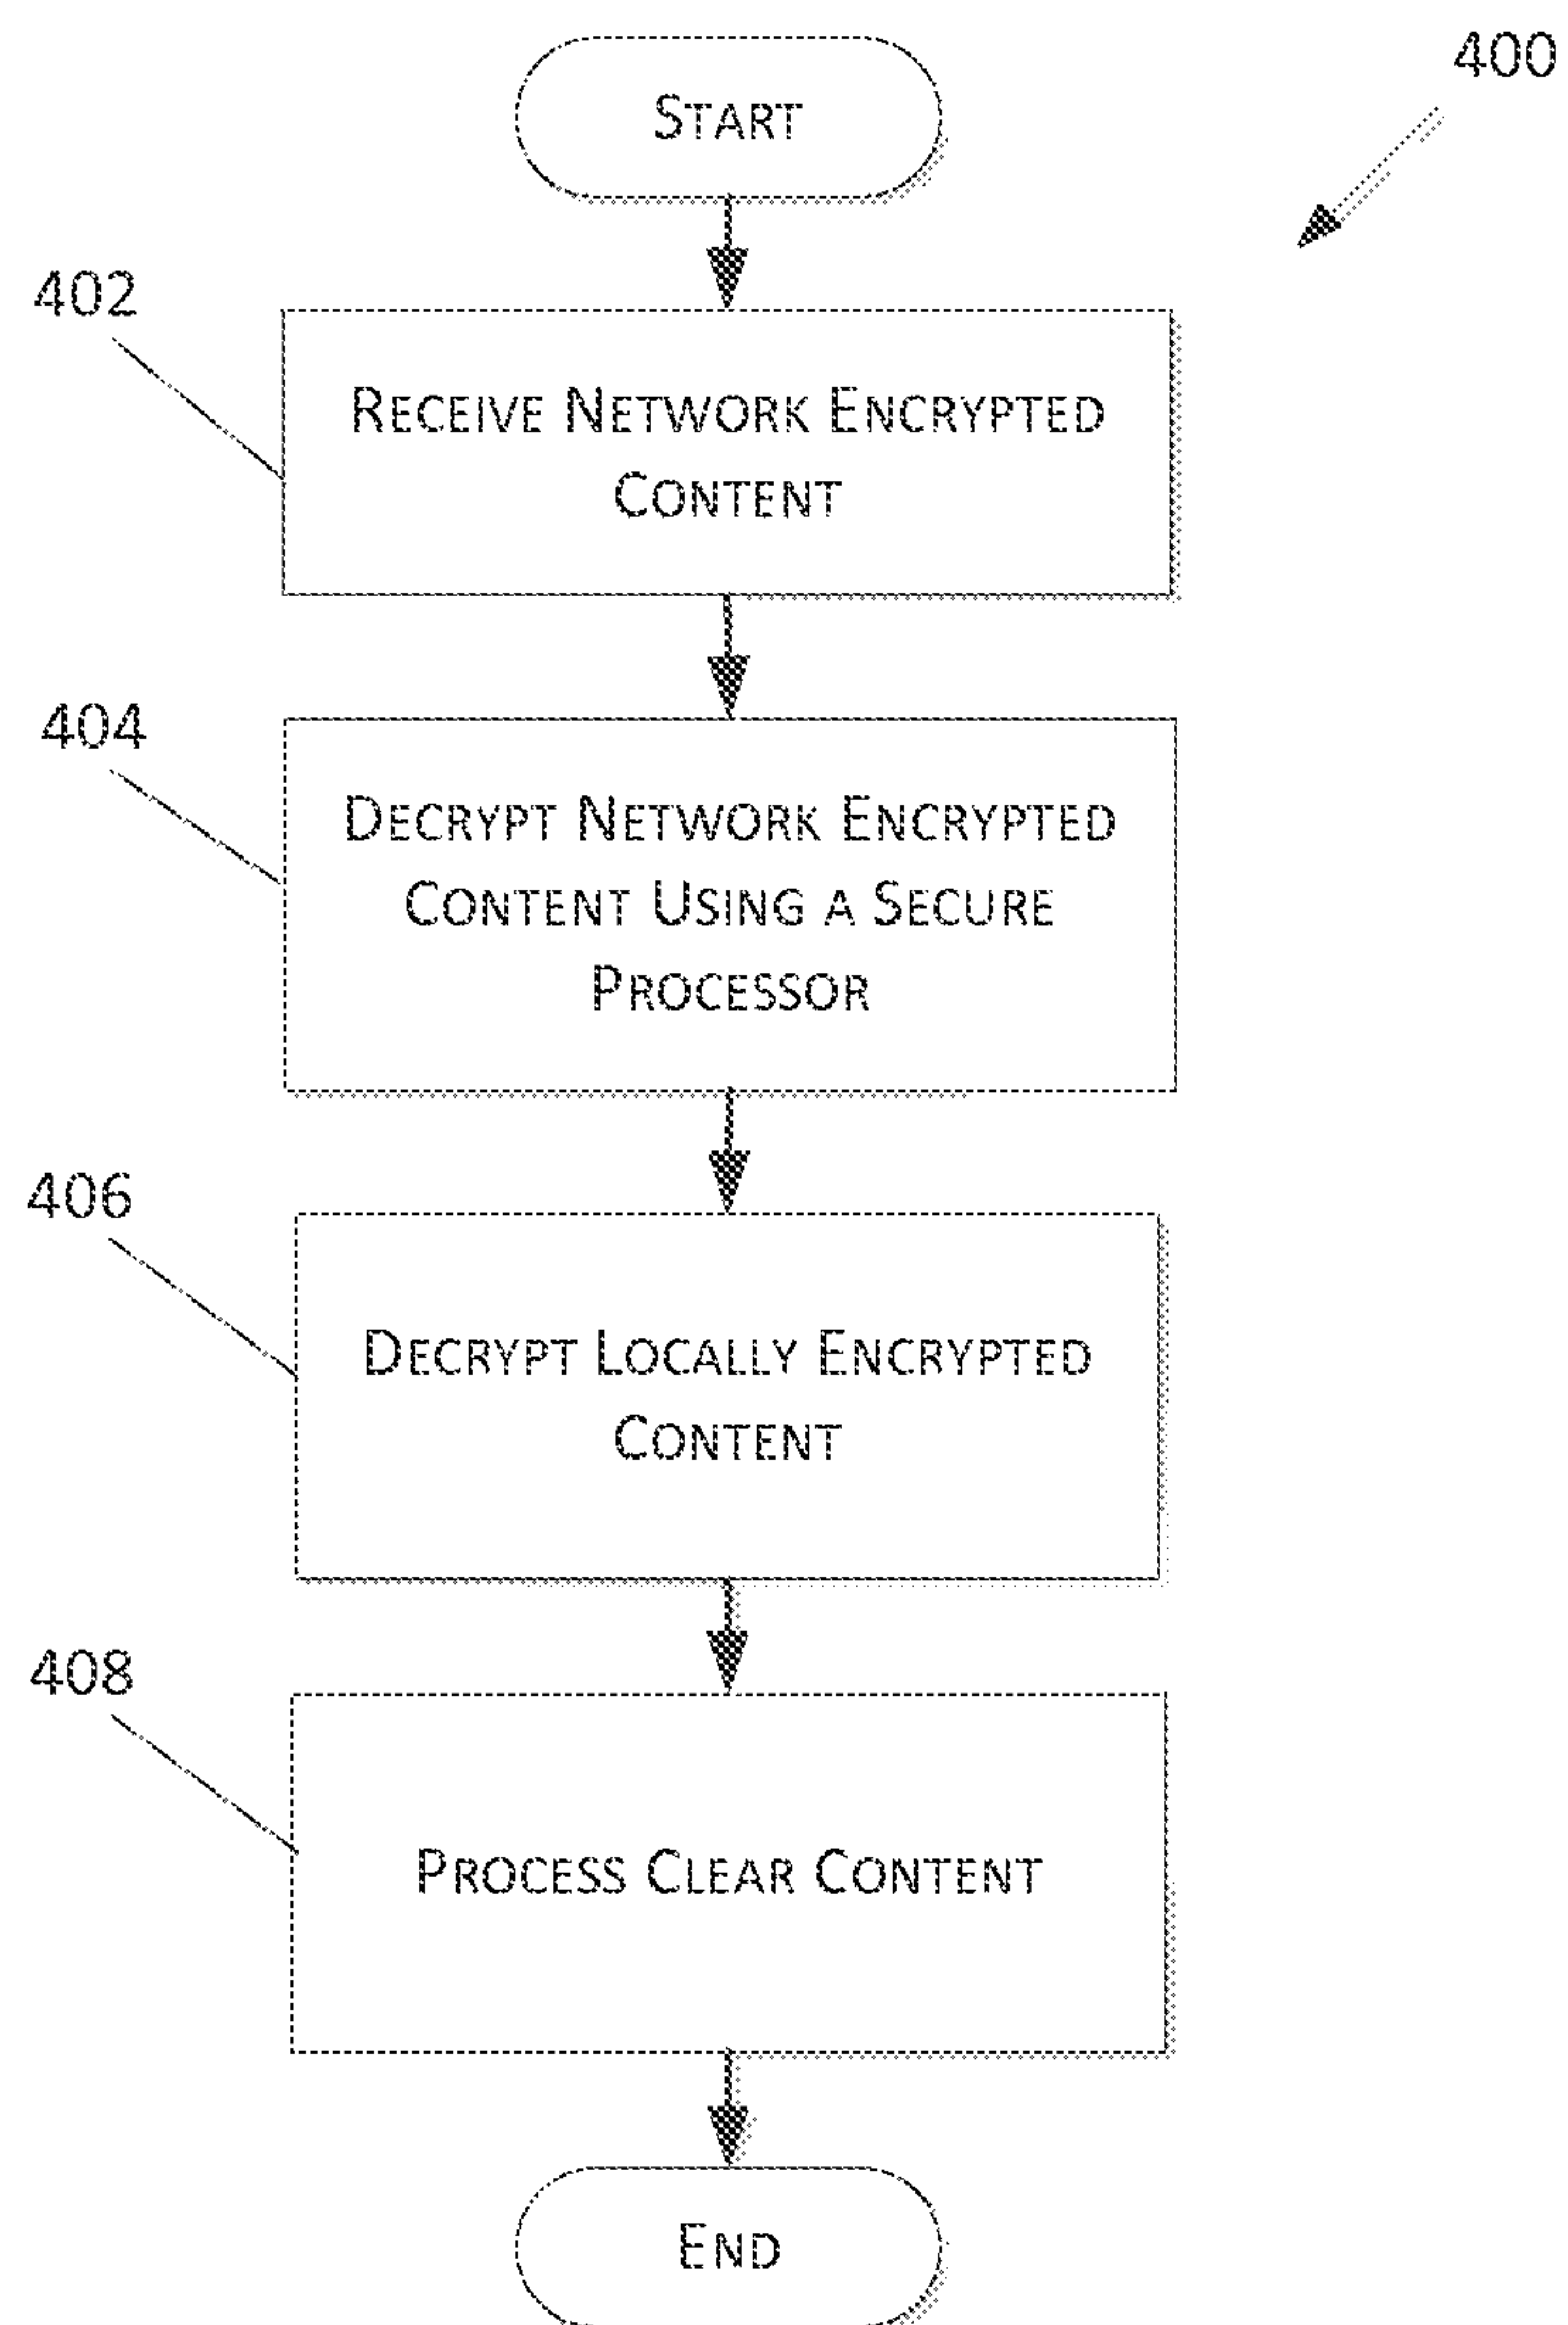 400
START
402
RECEIVE NETWORK ENCRYPTED
CONTENT
404
DECRYPT NETWORK ENCRYPTED
CONTENT USING A SECURE
PROCESSOR
406
DECRYPT LOCALLY ENCRYPTED
CONTENT
408
PROCESS CLEAR CONTENT
END